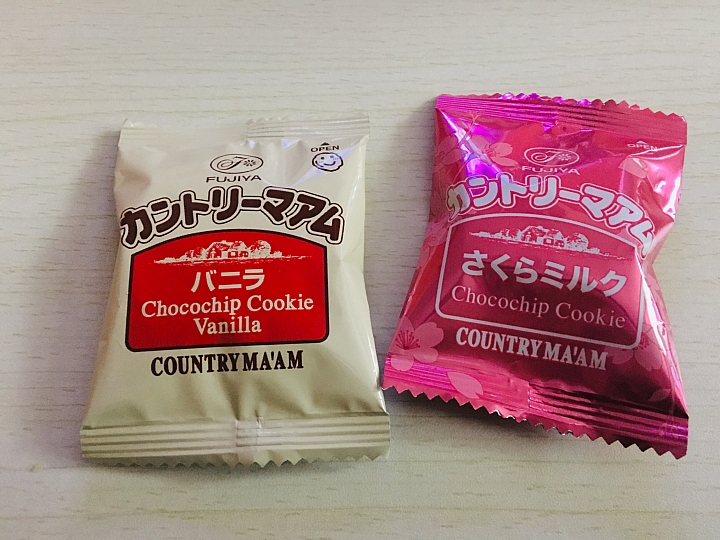 OPEN
FUJIYA
カントリーマアム
バニラ
Chocochip Cookie
Vanilla
COUNTRY MA'AM
OPEN
FUJIYA
カントリーマアム
さくらミルク
Chocochip Cookie
COUNTRY MA'AM